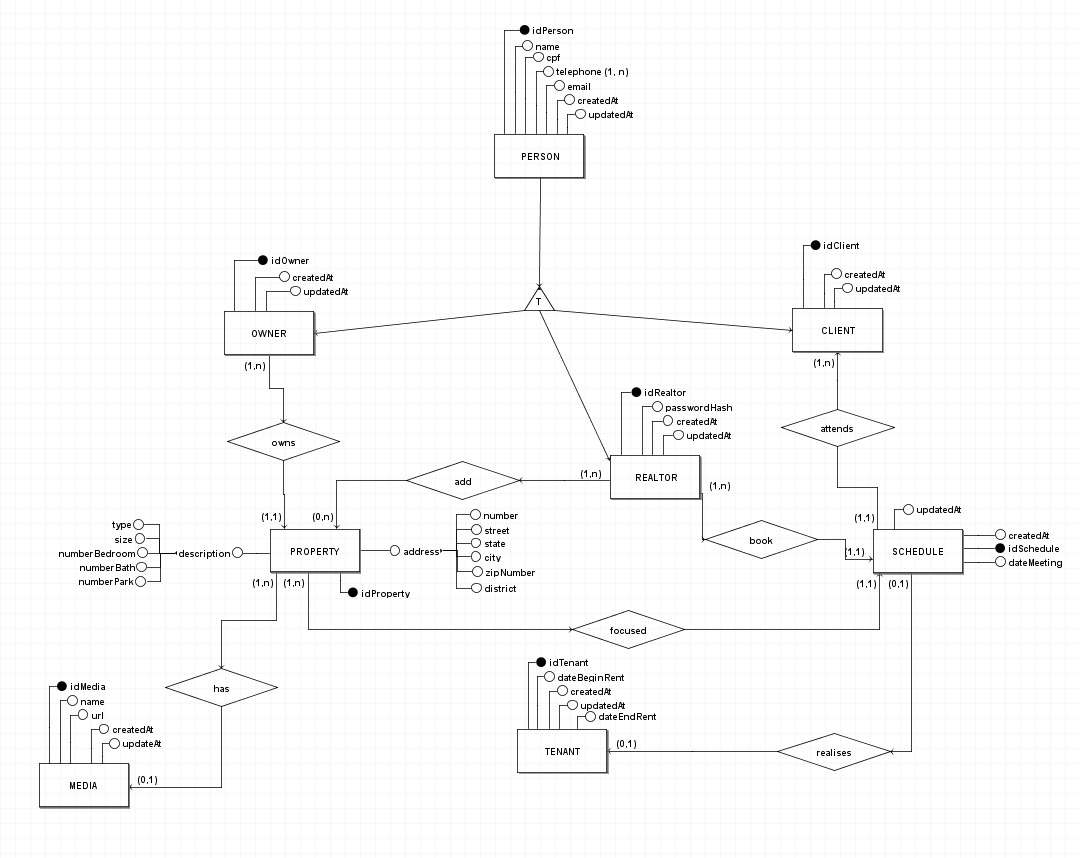 idPerson
name
cpf
telephone (1, n)
email
createdAt
updatedAt
PERSON
T
idOwner
createdAt
updatedAt
OWNER
(1,n)
idClient
createdAt
updatedAt
CLIENT
(1,n)
idRealtor
passwordHash
createdAt
updatedAt
REALTOR
(1,n)
(1,n)
owns
add
attends
book
(1,1)
(0,n)
(1,1)
(1,1)
type
size
numberBedroom
numberBath
numberPark
description
PROPERTY
address
number
street
state
city
zipNumber
district
idProperty
(1,n)
(1,n)
updatedAt
SCHEDULE
createdAt
idSchedule
dateMeeting
(1,1)
(0,1)
focused
has
idMedia
name
url
createdAt
updateAt
MEDIA
(0,1)
idTenant
dateBeginRent
createdAt
updatedAt
dateEndRent
TENANT
(0,1)
realises